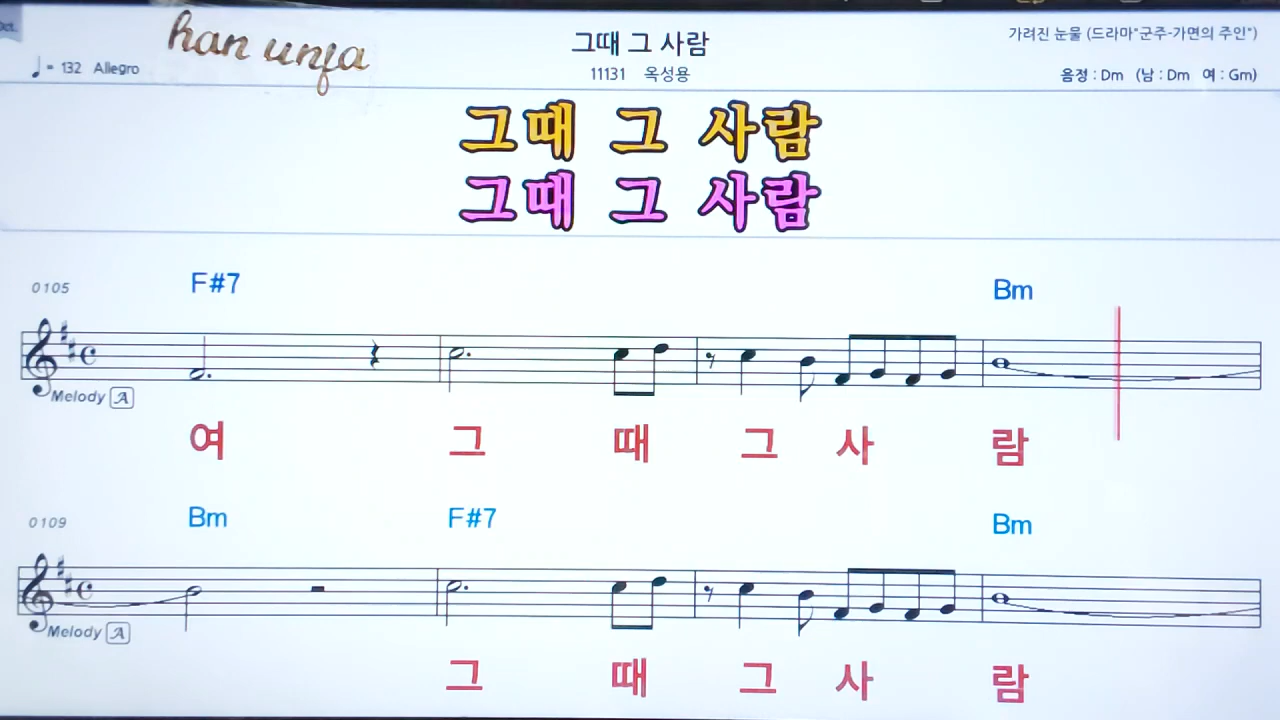 Oct.
han unja
♩= 132 Allegro
그때 그 사람
11131 옥성용
가려진 눈물 (드라마"군주-가면의 주인")
음정 : Dm (남 : Dm 여 : Gm)
그때 그 사람
그때 그 사람
0105 F#7 Bm
Melody A
여 그 때 그 사 람
0109 Bm F#7 Bm
Melody A
그 때 그 사 람